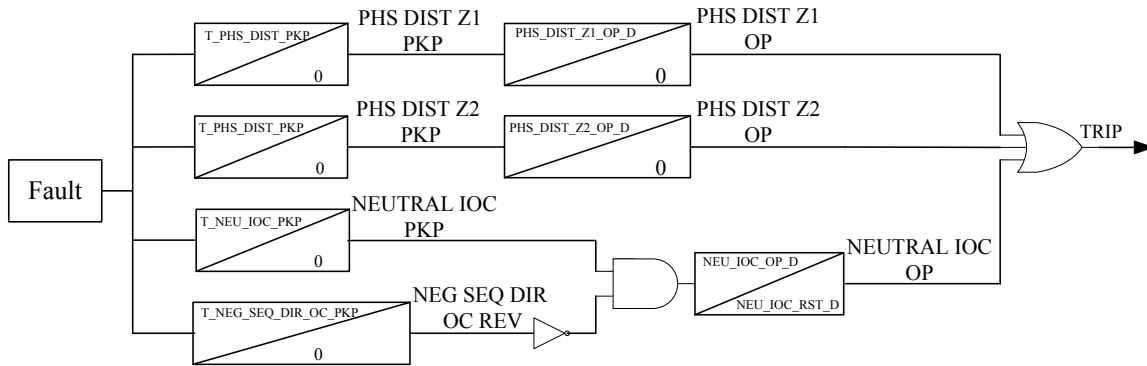 PHS DIST Z1
PKP
PHS DIST Z1
OP
T_PHS_DIST_PKP
0
PHS_DIST_Z1_OP_D
0
PHS DIST Z2
PKP
PHS DIST Z2
OP
T_PHS_DIST_PKP
0
PHS_DIST_Z2_OP_D
0
TRIP
Fault
NEUTRAL IOC
PKP
T_NEU_IOC_PKP
0
NEUTRAL IOC
OP
NEU_IOC_OP_D
NEU_IOC_RST_D
NEG SEQ DIR
OC REV
T_NEG_SEQ_DIR_OC_PKP
0